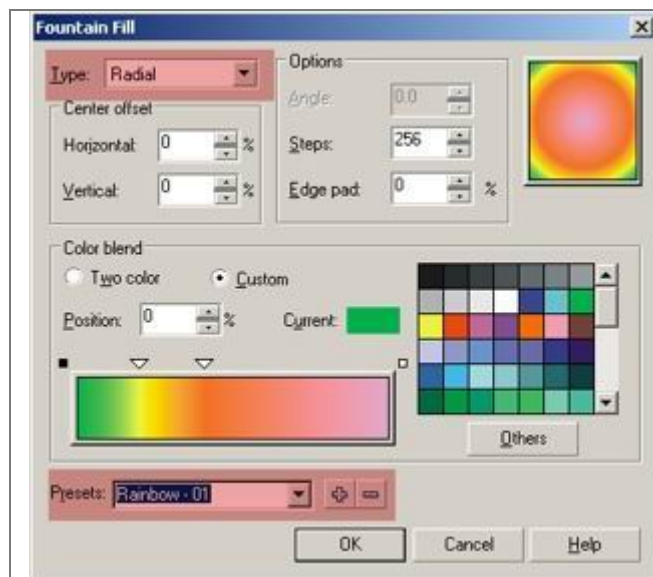 Fountain Fill
Type: Radial
Options
Angle: 0.0
Center offset
Horizontal: 0 %
Steps: 256
Vertical: 0 %
Edge pad: 0 %
Color blend
Two color
Custom
Position: 0 %
Current:
Others
Presets: Rainbow - 01
OK
Cancel
Help